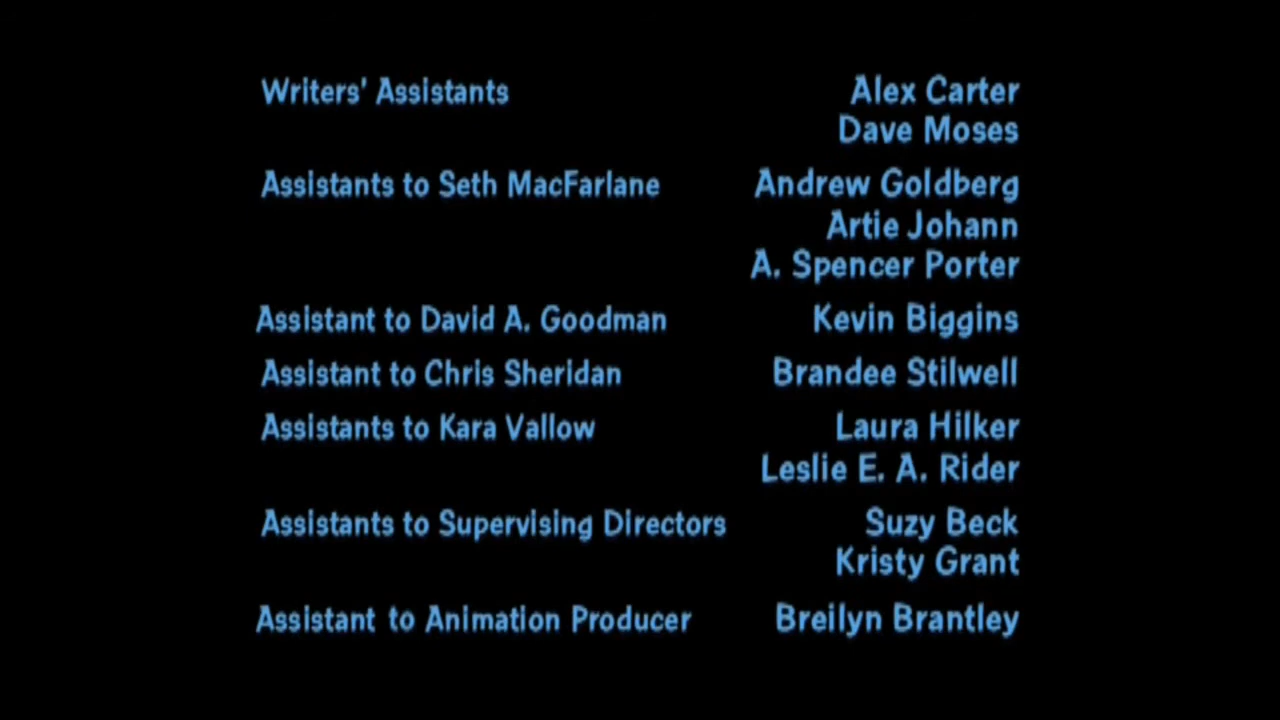 Writers' Assistants Alex Carter
Dave Moses
Assistants to Seth MacFarlane Andrew Goldberg
Artie Johann
A. Spencer Porter
Assistant to David A. Goodman Kevin Biggins
Assistant to Chris Sheridan Brandee Stilwell
Assistants to Kara Vallow Laura Hilker
Leslie E. A. Rider
Assistants to Supervising Directors Suzy Beck
Kristy Grant
Assistant to Animation Producer Breilyn Brantley